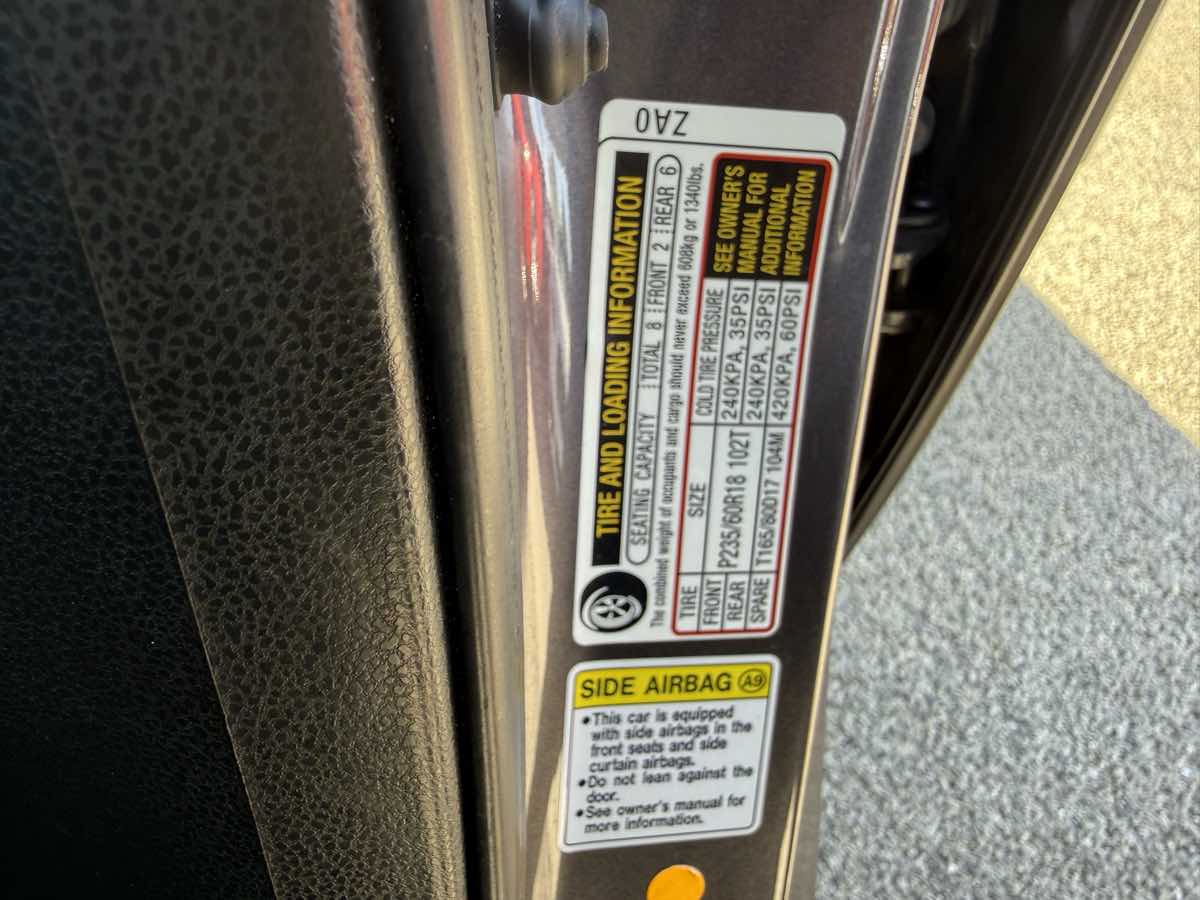 ZA0
TIRE AND LOADING INFORMATION
SEATING CAPACITY TOTAL 8 FRONT 2 REAR 6
The combined weight of occupants and cargo should never exceed 608kg or 1340lbs.
TIRE SIZE COLD TIRE PRESSURE
FRONT P235/60R18 102T 240KPA, 35PSI
REAR 240KPA, 35PSI
SPARE T165/80D17 104M 420KPA, 60PSI
SEE OWNER'S
MANUAL FOR
ADDITIONAL
INFORMATION
SIDE AIRBAG A9
•This car is equipped
with side airbags in the
front seats and side
curtain airbags.
•Do not lean against the
door.
•See owner's manual for
more information.